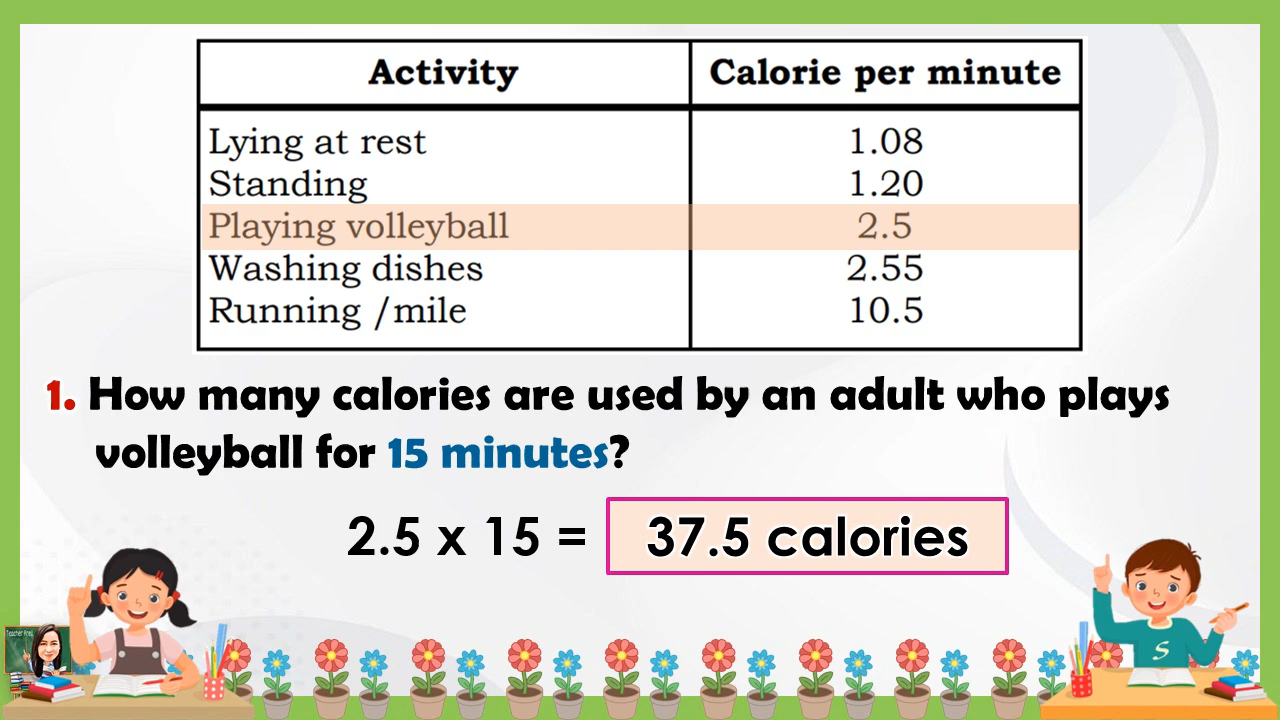 Activity Calorie per minute
Lying at rest 1.08
Standing 1.20
Playing volleyball 2.5
Washing dishes 2.55
Running /mile 10.5
1. How many calories are used by an adult who plays
volleyball for 15 minutes?
2.5 x 15 = 37.5 calories
S